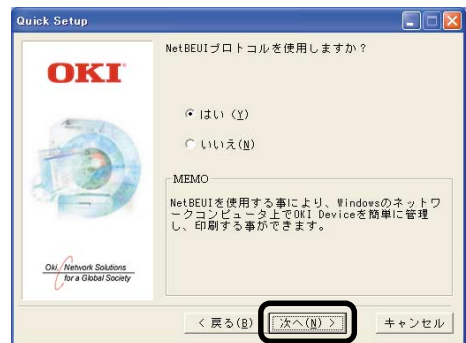 Quick Setup
NetBEUIプロトコルを使用しますか？
OKI
はい (Y)
いいえ(N)
MEMO
NetBEUIを使用する事により、Windowsのネットワ
ークコンピュータ上でOKI Deviceを簡単に管理
し、印刷する事ができます。
Oki, Network Solutions
for a Global Society
< 戻る(B)
次へ(N) >
キャンセル